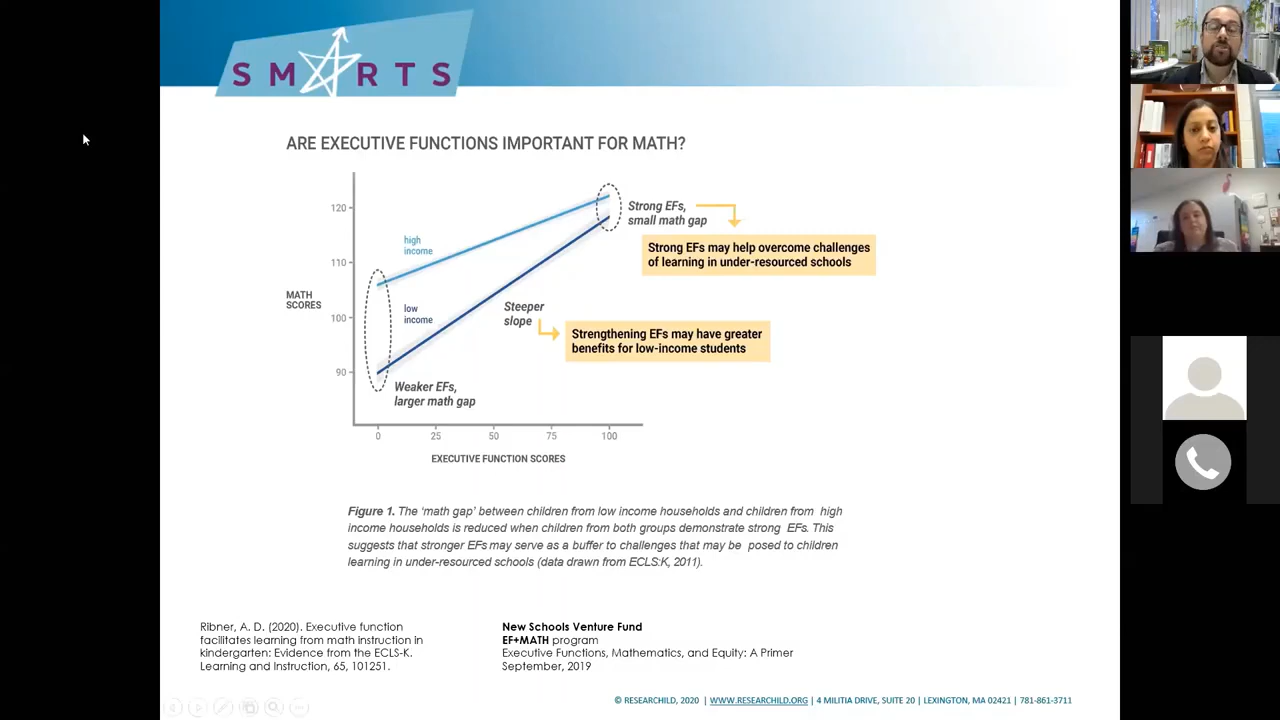 SMARTS
ARE EXECUTIVE FUNCTIONS IMPORTANT FOR MATH?
120
110
100
90
MATH
SCORES
high
income
low
income
Strong EFs,
small math gap
Strong EFs may help overcome challenges
of learning in under-resourced schools
Steeper
slope
Strengthening EFs may have greater
benefits for low-income students
Weaker EFs,
larger math gap
0 25 50 75 100
EXECUTIVE FUNCTION SCORES
Figure 1. The 'math gap' between children from low income households and children from high
income households is reduced when children from both groups demonstrate strong EFs. This
suggests that stronger EFs may serve as a buffer to challenges that may be posed to children
learning in under-resourced schools (data drawn from ECLS:K, 2011).
Ribner, A. D. (2020). Executive function
facilitates learning from math instruction in
kindergarten: Evidence from the ECLS-K.
Learning and Instruction, 65, 101251.
New Schools Venture Fund
EF+MATH program
Executive Functions, Mathematics, and Equity: A Primer
September, 2019
© RESEARCHILD, 2020 | WWW.RESEARCHILD.ORG | 4 MILITIA DRIVE, SUITE 20 | LEXINGTON, MA 02421 | 781-861-3711